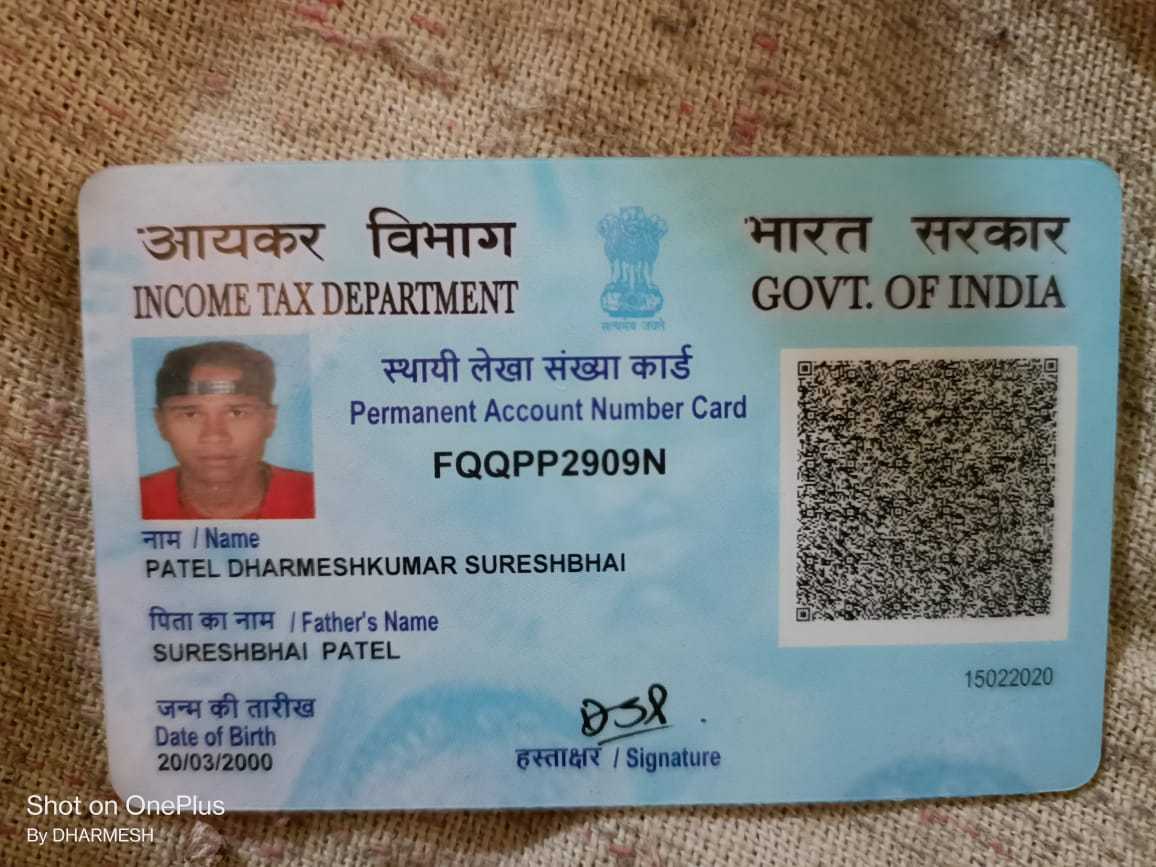 आयकर विभाग
INCOME TAX DEPARTMENT
भारत सरकार
GOVT. OF INDIA
सत्यमेव जयते
स्थायी लेखा संख्या कार्ड
Permanent Account Number Card
FQQPP2909N
नाम / Name
PATEL DHARMESHKUMAR SURESHBHAI
पिता का नाम / Father's Name
SURESHBHAI PATEL
जन्म की तारीख
Date of Birth
20/03/2000
हस्ताक्षर / Signature
15022020
Shot on OnePlus
By DHARMESH